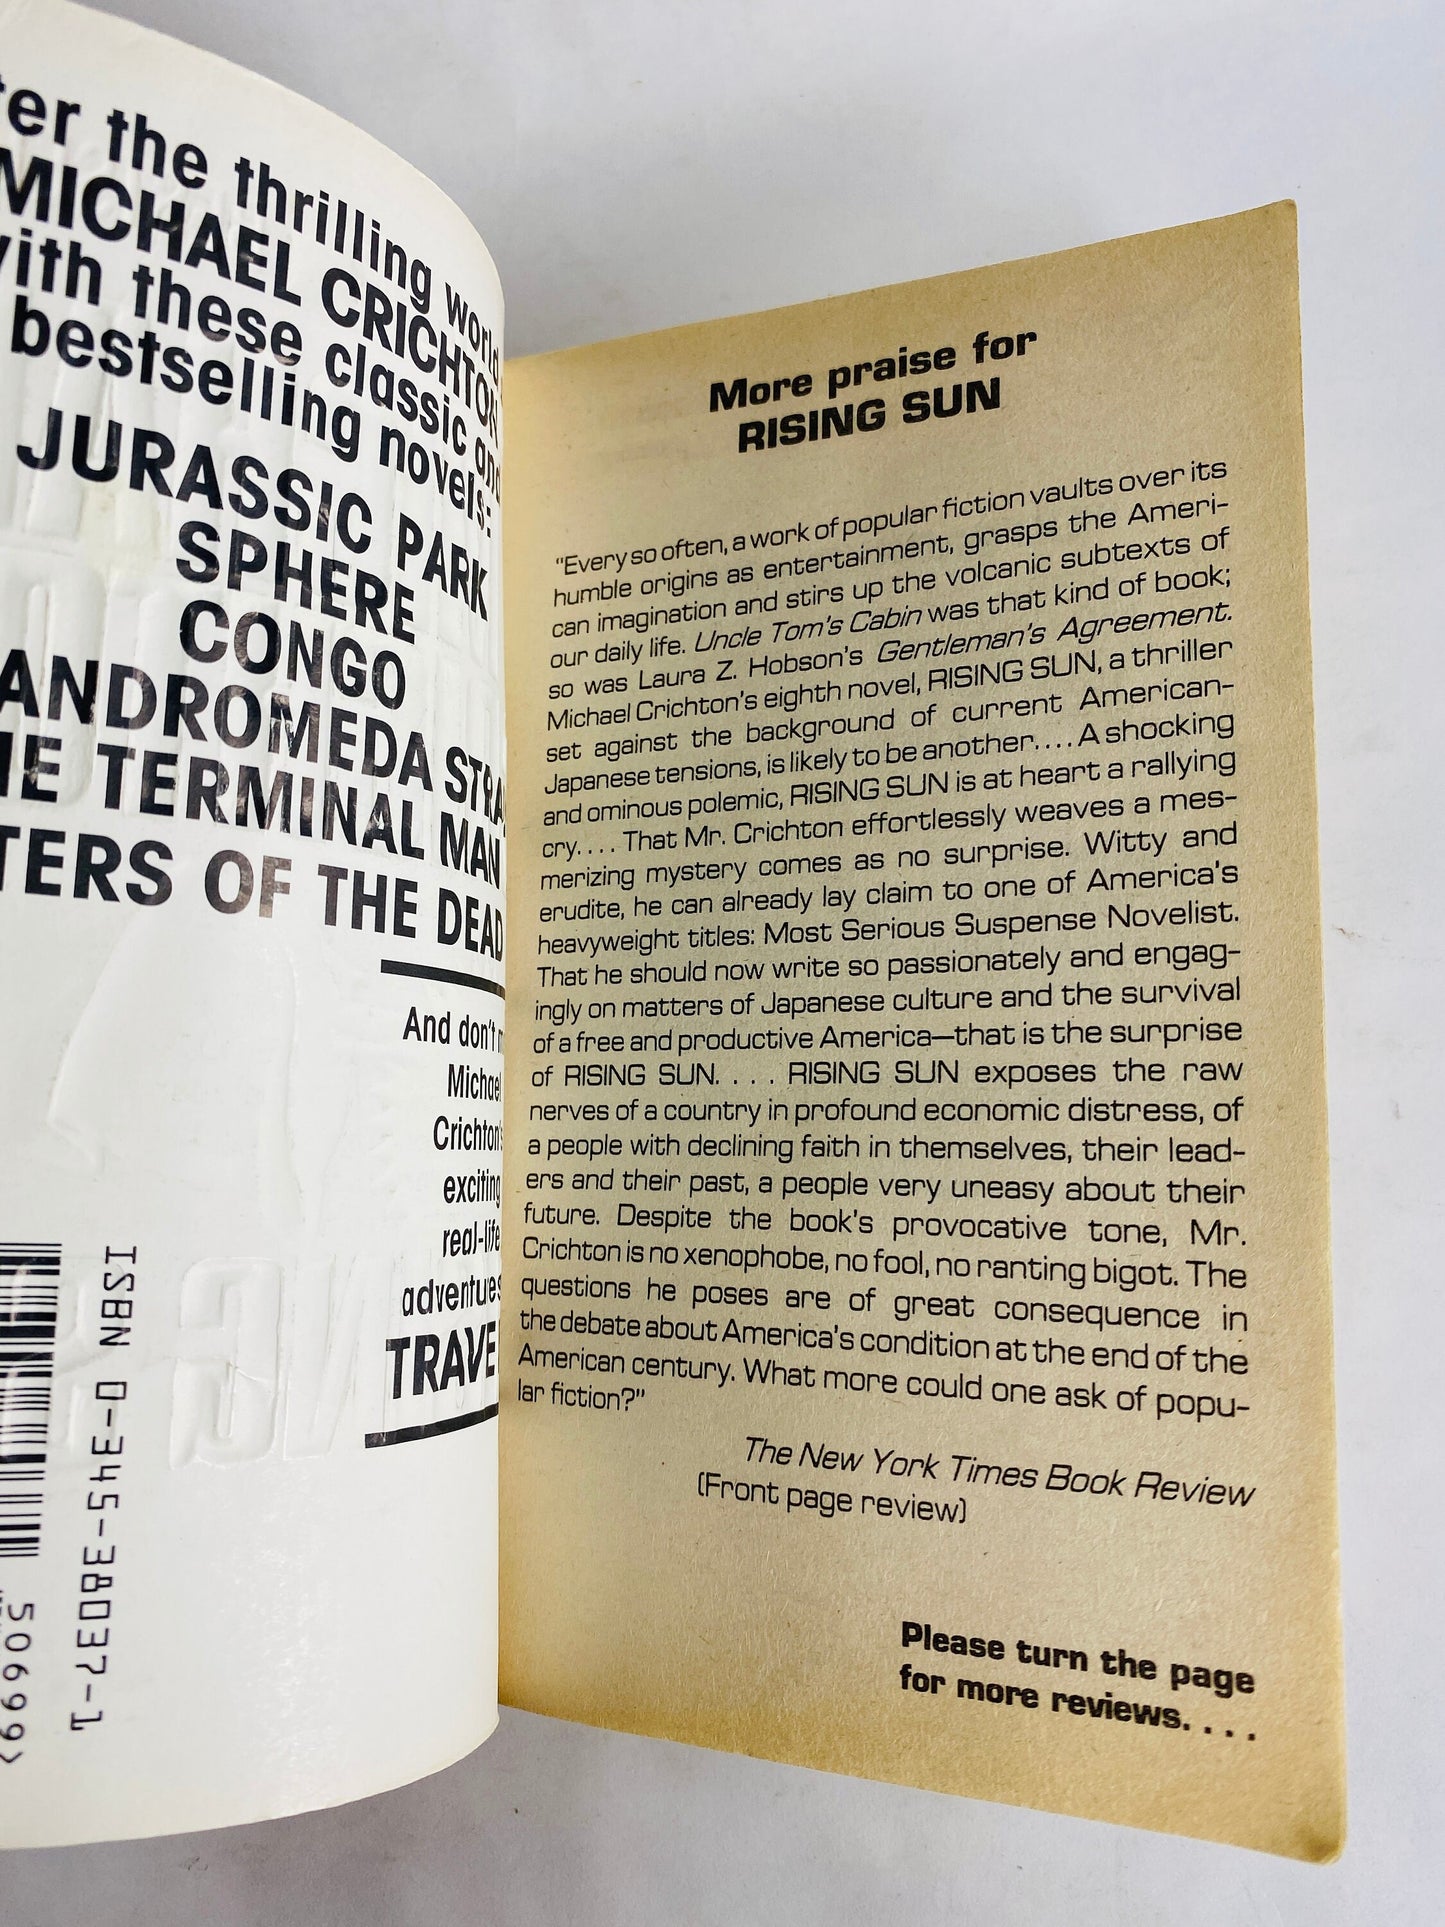 the thrilling world
MICHAEL CRICHTON
these classic and
bestselling novels:
JURASSIC PARK
SPHERE
CONGO
ANDROMEDA
TERMINAL MAN
OF THE DEAD
And don't
Michael
Crichton's
exciting
real-life
adventures
ISBN 0-345-38037-1
50699>
More praise for
RISING SUN
"Every so often, a work of popular fiction vaults over its
humble origins as entertainment, grasps the Ameri-
can imagination and stirs up the volcanic subtexts of
our daily life. Uncle Tom's Cabin was that kind of book;
so was Laura Z. Hobson's Gentleman's Agreement.
Michael Crichton's eighth novel, RISING SUN, a thriller
set against the background of current American-
Japanese tensions, is likely to be another. . . . A shocking
and ominous polemic, RISING SUN is at heart a rallying
cry. . . . That Mr. Crichton effortlessly weaves a mes-
merizing mystery comes as no surprise. Witty and
erudite, he can already lay claim to one of America's
heavyweight titles: Most Serious Suspense Novelist.
That he should now write so passionately and engag-
ingly on matters of Japanese culture and the survival
of a free and productive America—that is the surprise
of RISING SUN. . . . RISING SUN exposes the raw
nerves of a country in profound economic distress, of
a people with declining faith in themselves, their lead-
ers and their past, a people very uneasy about their
future. Despite the book's provocative tone, Mr.
Crichton is no xenophobe, no fool, no ranting bigot. The
questions he poses are of great consequence in
the debate about America's condition at the end of the
American century. What more could one ask of popu-
lar fiction?"
The New York Times Book Review
(Front page review)
Please turn the page
for more reviews. . . .